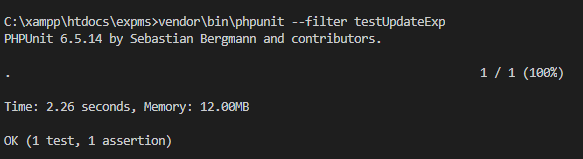 C:\xampp\htdocs\expms>vendor\bin\phpunit --filter testUpdateExp
PHPUnit 6.5.14 by Sebastian Bergmann and contributors.
. 1 / 1 (100%)
Time: 2.26 seconds, Memory: 12.00MB
OK (1 test, 1 assertion)